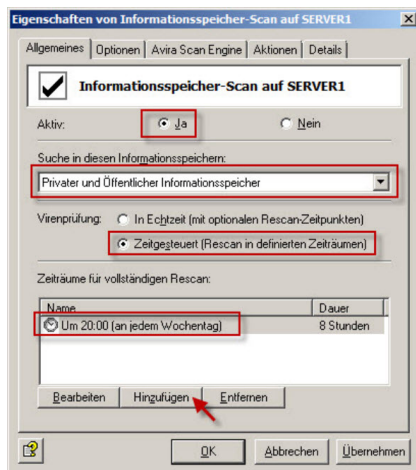 Eigenschaften von Informationsspeicher-Scan auf SERVER1
Allgemeines Optionen Avira Scan Engine Aktionen Details
Informationsspeicher-Scan auf SERVER1
Aktiv: Ja Nein
Suche in diesen Informationsspeichern:
Privater und Öffentlicher Informationsspeicher
Virenprüfung: In Echtzeit (mit optionalen Rescan-Zeitpunkten)
Zeitgesteuert (Rescan in definierten Zeiträumen)
Zeiträume für vollständigen Rescan:
Name Dauer
Um 20:00 (an jedem Wochentag) 8 Stunden
Bearbeiten Hinzufügen Entfernen
OK Abbrechen Übernehmen